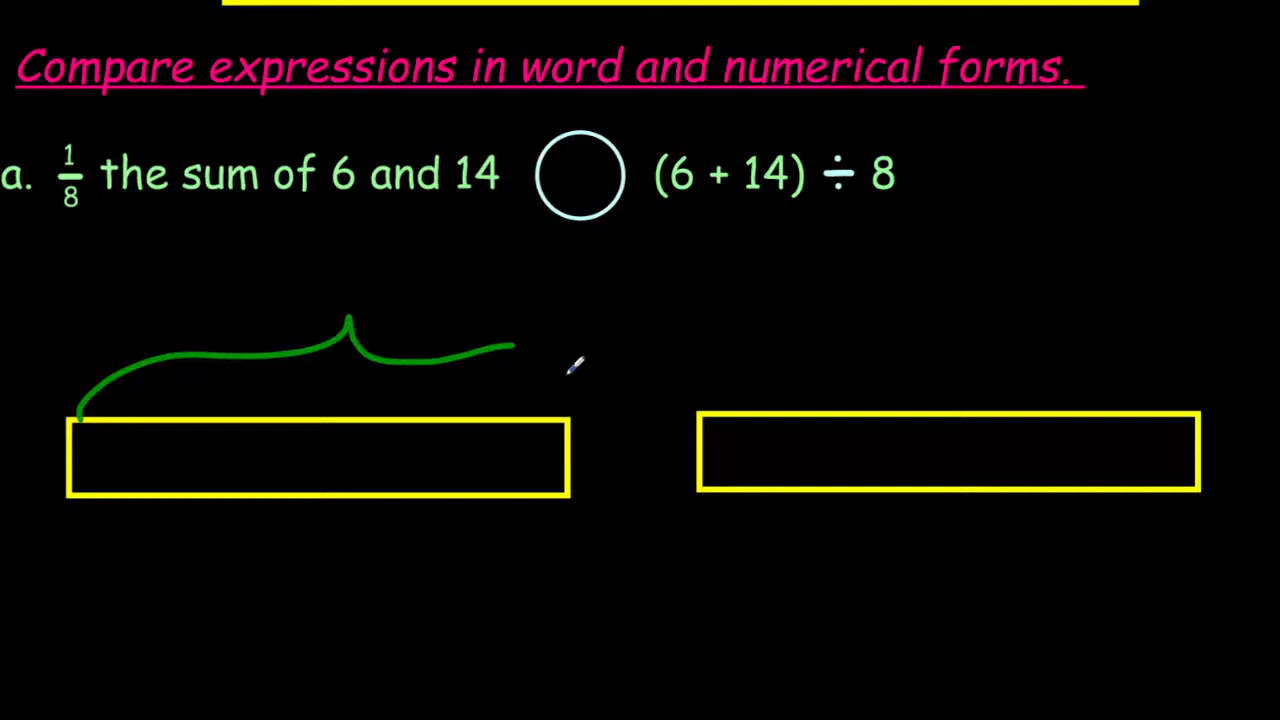 Compare expressions in word and numerical forms.
a. 1/8 the sum of 6 and 14 (6 + 14) ÷ 8